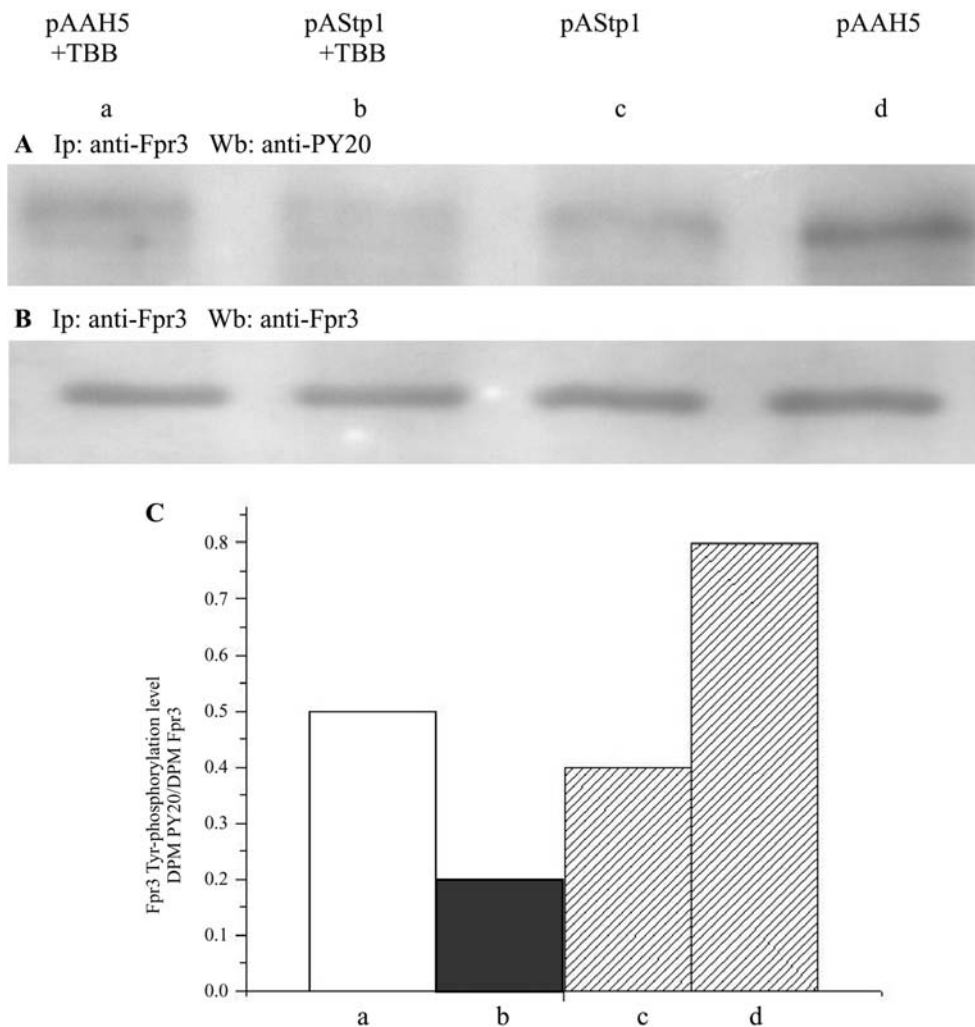 pAAH5 pAStp1 pAStp1 pAAH5
+TBB +TBB
a b c d
A Ip: anti-Fpr3 Wb: anti-PY20
B Ip: anti-Fpr3 Wb: anti-Fpr3
C
0.8
0.7
0.6
0.5
0.4
0.3
0.2
0.1
0.0
Fpr3 Tyr-phosphorylation level
DPM PY20/DPM Fpr3
a b c d